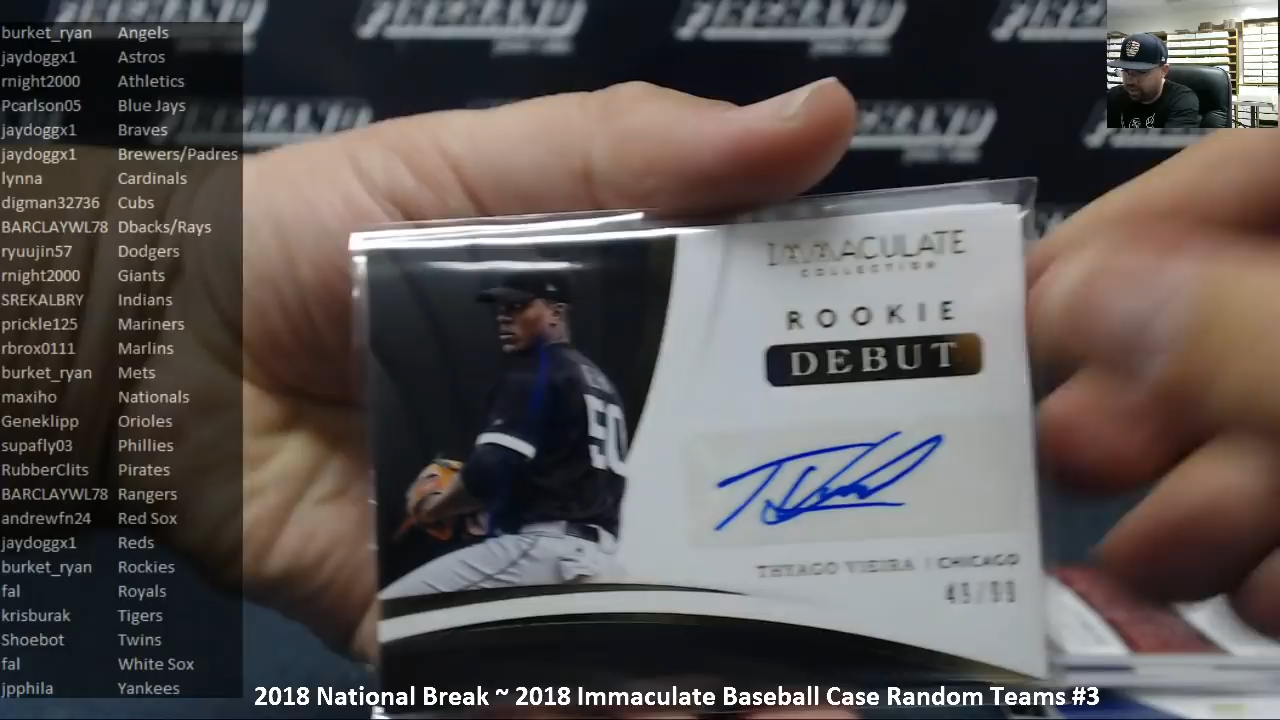 burket_ryan Angels
jaydoggx1 Astros
rnight2000 Athletics
Pcarlson05 Blue Jays
jaydoggx1 Braves
jaydoggx1 Brewers/Padres
lynna Cardinals
digman32736 Cubs
BARCLAYWL78 Dbacks/Rays
ryuujin57 Dodgers
rnight2000 Giants
SREKALBRY Indians
prickle125 Mariners
rbrox0111 Marlins
burket_ryan Mets
maxiho Nationals
Geneklipp Orioles
supafly03 Phillies
RubberClits Pirates
BARCLAYWL78 Rangers
andrewfn24 Red Sox
jaydoggx1 Reds
burket_ryan Rockies
fal Royals
krisburak Tigers
Shoebot Twins
fal White Sox
jpphila Yankees
IMMACULATE
COLLECTION
ROOKIE
DEBUT
50
THYAGO VIEIRA | CHICAGO
49/99
2018 National Break ~ 2018 Immaculate Baseball Case Random Teams #3